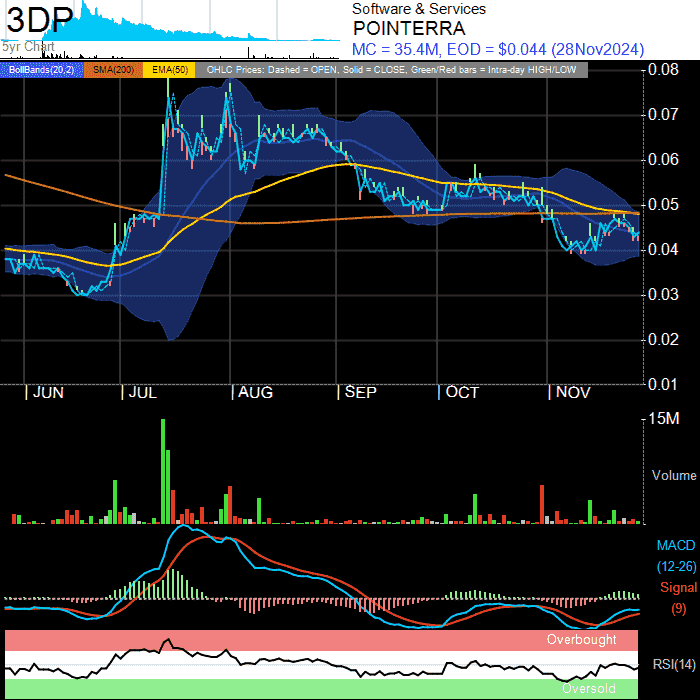 3DP
5yr Chart
Software & Services
POINTERRA
MC = 35.4M, EOD = $0.044 (28Nov2024)
BollBands(20,2) SMA(200) EMA(50) OHLC Prices: Dashed = OPEN, Solid = CLOSE, Green/Red bars = Intra-day HIGH/LOW
0.08
0.07
0.06
0.05
0.04
0.03
0.02
0.01
JUN JUL AUG SEP OCT NOV
15M
Volume
MACD
(12-26)
Signal
(9)
Overbought
RSI(14)
Oversold